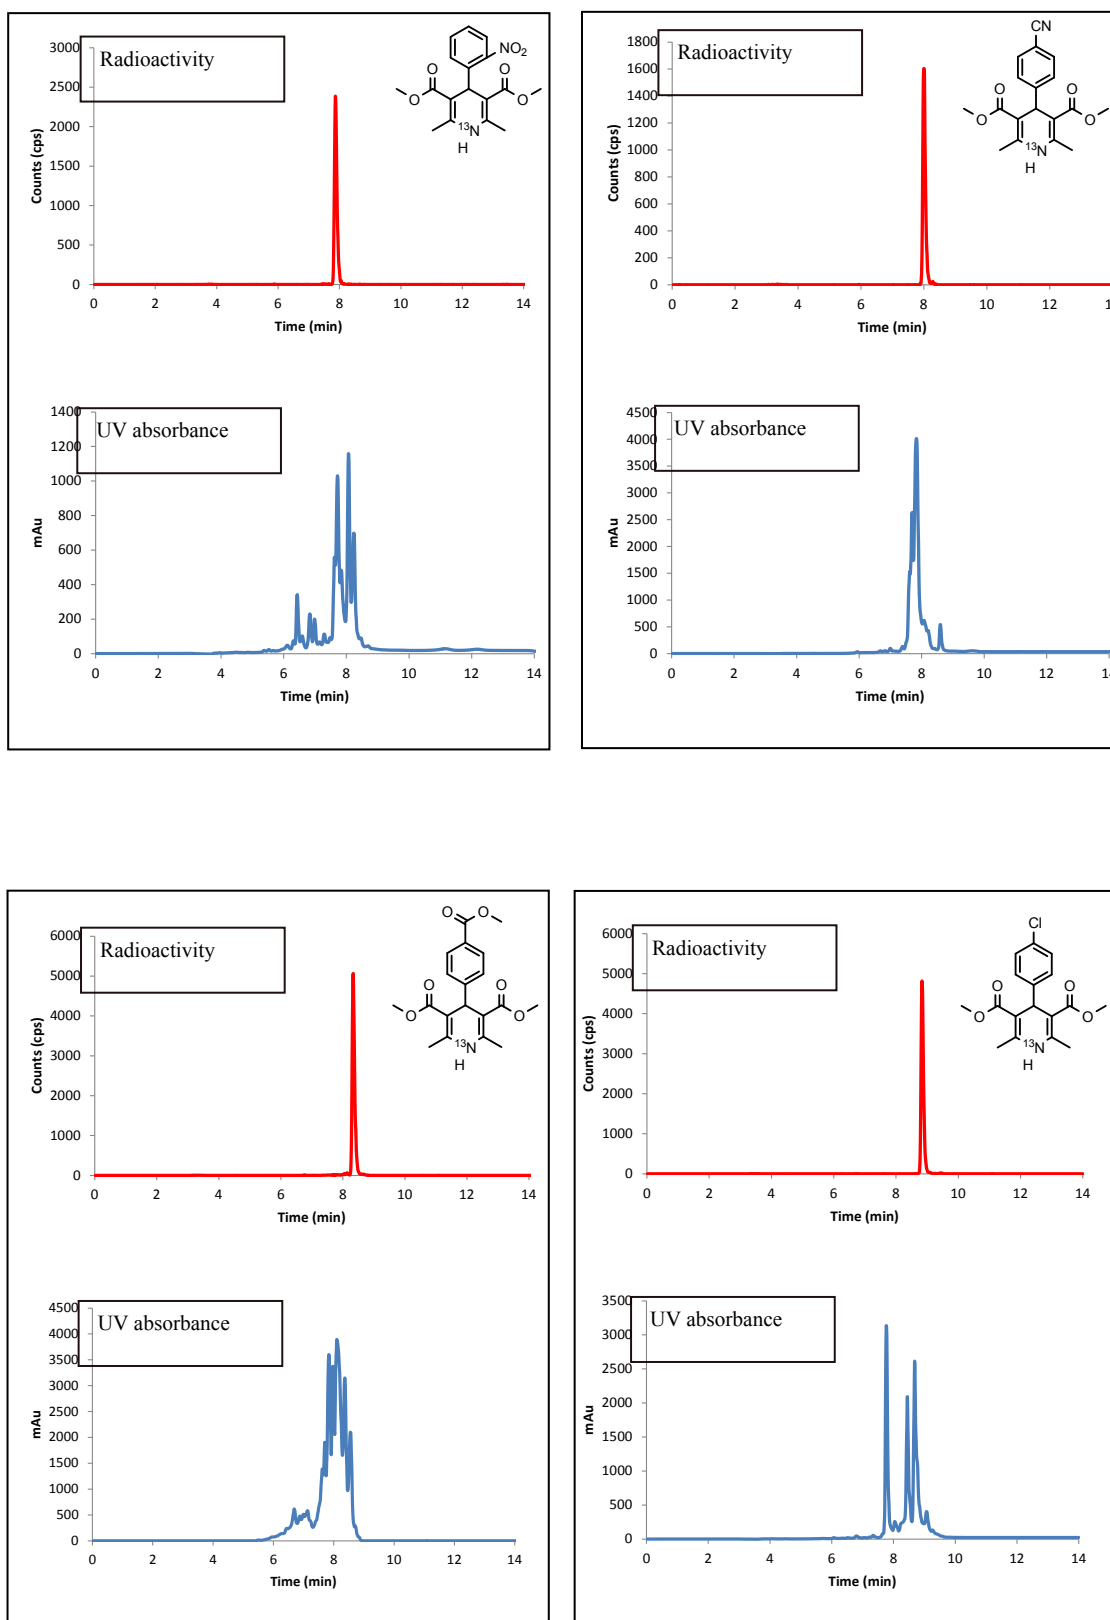 Radioactivity
3000
2500
2000
1500
1000
500
0
Counts (cps)
0 2 4 6 8 10 12 14
Time (min)
NO2
O O
O O
13N
H
UV absorbance
1400
1200
1000
800
600
400
200
0
mAu
0 2 4 6 8 10 12 14
Time (min)
Radioactivity
1800
1600
1400
1200
1000
800
600
400
200
0
Counts (cps)
0 2 4 6 8 10 12 14
Time (min)
CN
O O
O O
13N
H
UV absorbance
4500
4000
3500
3000
2500
2000
1500
1000
500
0
mAu
0 2 4 6 8 10 12 14
Time (min)
Radioactivity
6000
5000
4000
3000
2000
1000
0
Counts (cps)
0 2 4 6 8 10 12 14
Time (min)
O O
O O
O O
13N
H
UV absorbance
4500
4000
3500
3000
2500
2000
1500
1000
500
0
mAu
0 2 4 6 8 10 12 14
Time (min)
Radioactivity
6000
5000
4000
3000
2000
1000
0
Counts (cps)
0 2 4 6 8 10 12 14
Time (min)
Cl
O O
O O
13N
H
UV absorbance
3500
3000
2500
2000
1500
1000
500
0
mAu
0 2 4 6 8 10 12 14
Time (min)